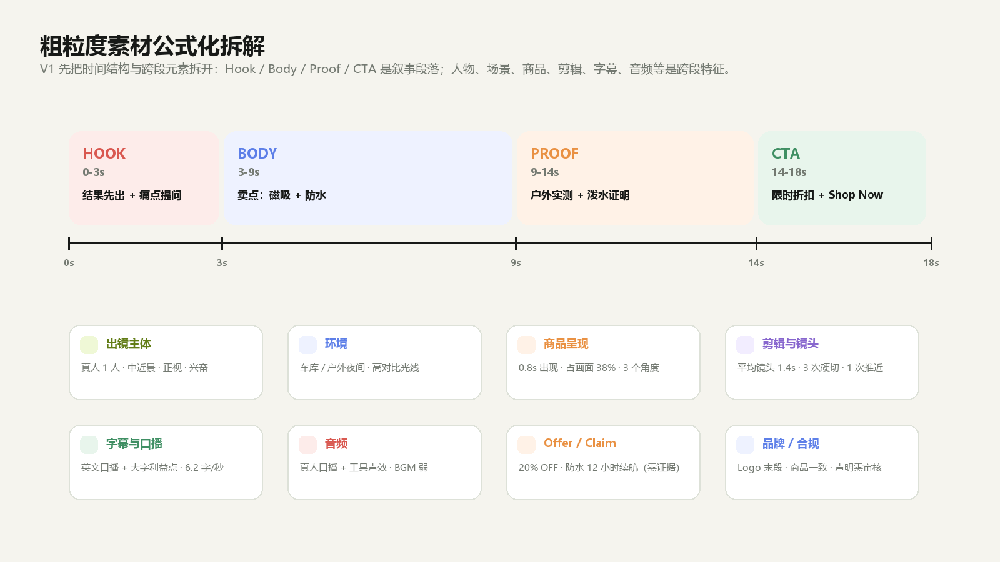 粗粒度素材公式化拆解
V1 先把时间结构与跨段元素拆开：Hook / Body / Proof / CTA 是叙事段落；人物、场景、商品、剪辑、字幕、音频等是跨段特征。
HOOK
0-3s
结果先出 + 痛点提问
BODY
3-9s
卖点：磁吸 + 防水
PROOF
9-14s
户外实测 + 泼水证明
CTA
14-18s
限时折扣 + Shop Now
0s
3s
9s
14s
18s
出镜主体
真人 1 人 · 中近景 · 正视 · 兴奋
环境
车库 / 户外夜间 · 高对比光线
商品呈现
0.8s 出现 · 占画面 38% · 3 个角度
剪辑与镜头
平均镜头 1.4s · 3 次硬切 · 1 次推近
字幕与口播
英文口播 + 大字利益点 · 6.2 字/秒
音频
真人口播 + 工具声效 · BGM 弱
Offer / Claim
20% OFF · 防水 12 小时续航（需证据）
品牌 / 合规
Logo 末段 · 商品一致 · 声明需审核